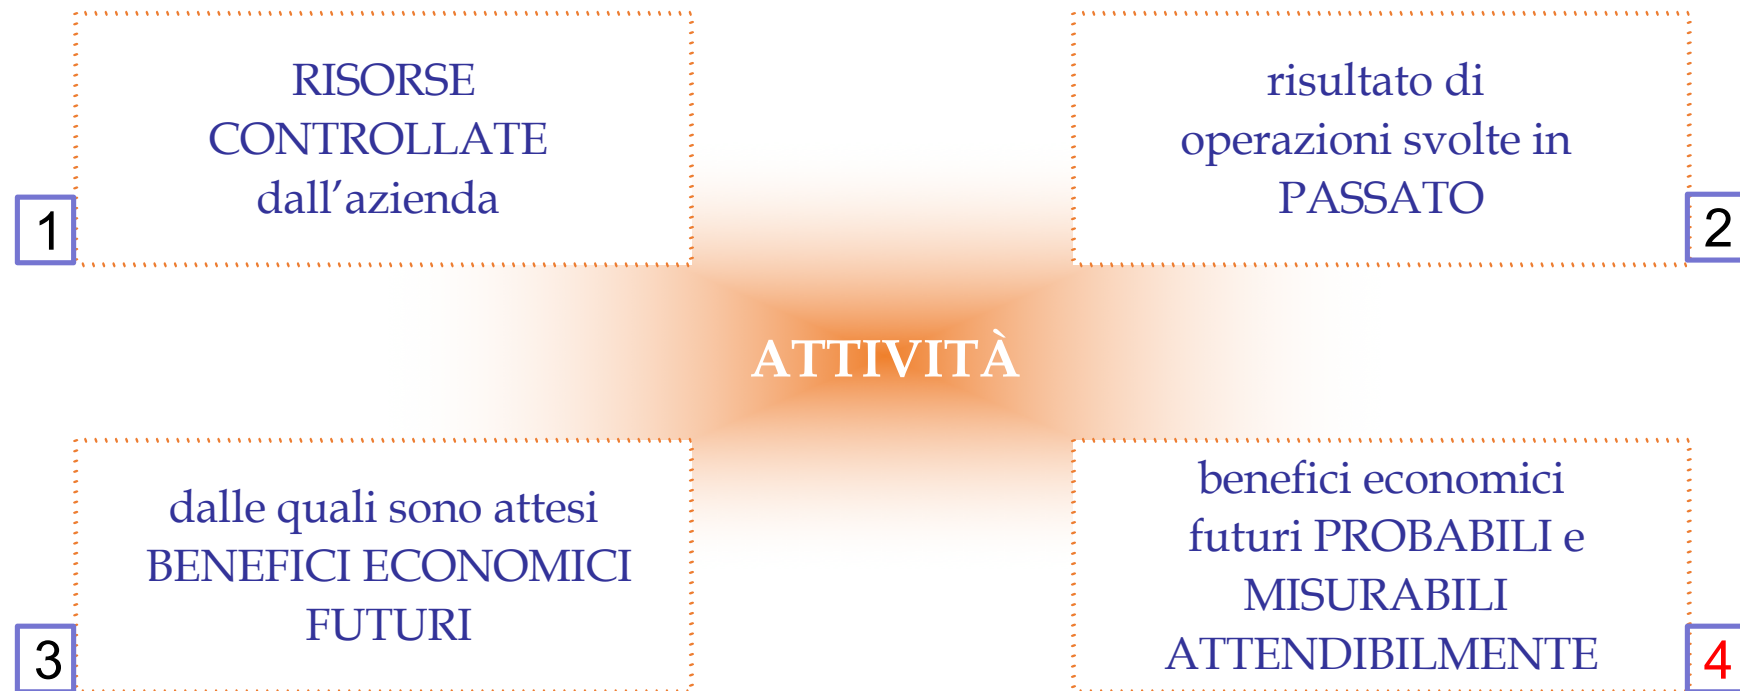 RISORSE
CONTROLLATE
dall’azienda
1
risultato di
operazioni svolte in
PASSATO
2
ATTIVITÀ
dalle quali sono attesi
BENEFICI ECONOMICI
FUTURI
3
benefici economici
futuri PROBABILI e
MISURABILI
ATTENDIBILMENTE
4